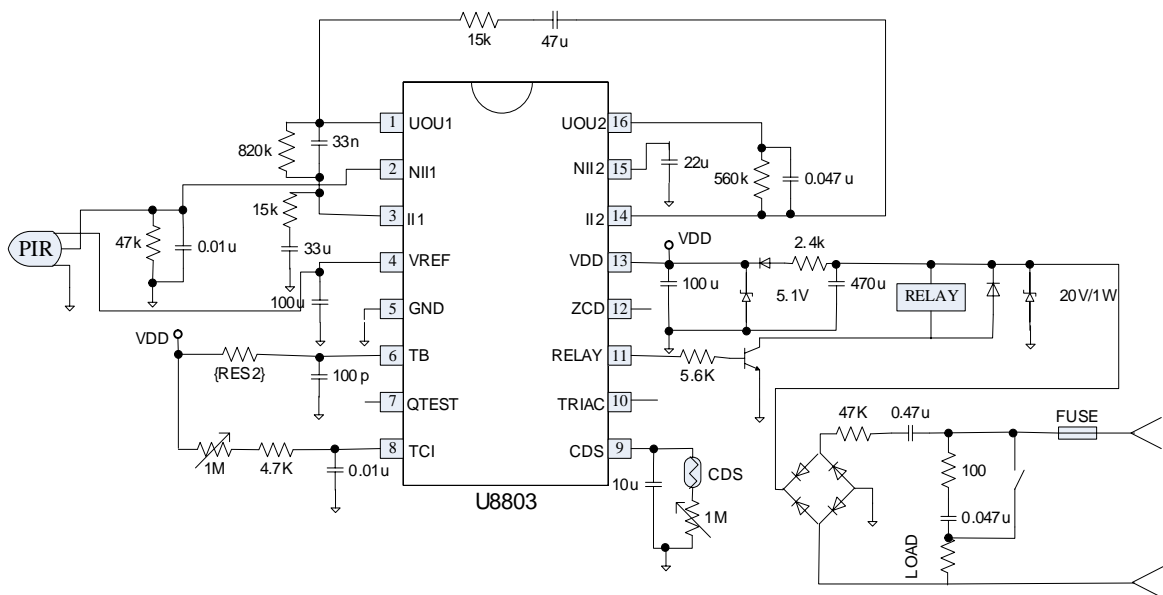 15k
47u
1
UOU1
16
UOU2
820k
33n
2
NII1
15
NII2
22u
560k
0.047 u
15k
3
II1
14
II2
PIR
47k
0.01u
33u
4
VREF
13
VDD
VDD
2.4k
100u
100 u
5.1V
470u
RELAY
20V/1W
5
GND
12
ZCD
VDD
6
TB
11
RELAY
{RES2}
100p
5.6K
7
QTEST
10
TRIAC
47K
0.47u
FUSE
8
TCI
9
CDS
1M
4.7K
0.01u
10u
CDS
1M
100
0.047u
U8803
LOAD